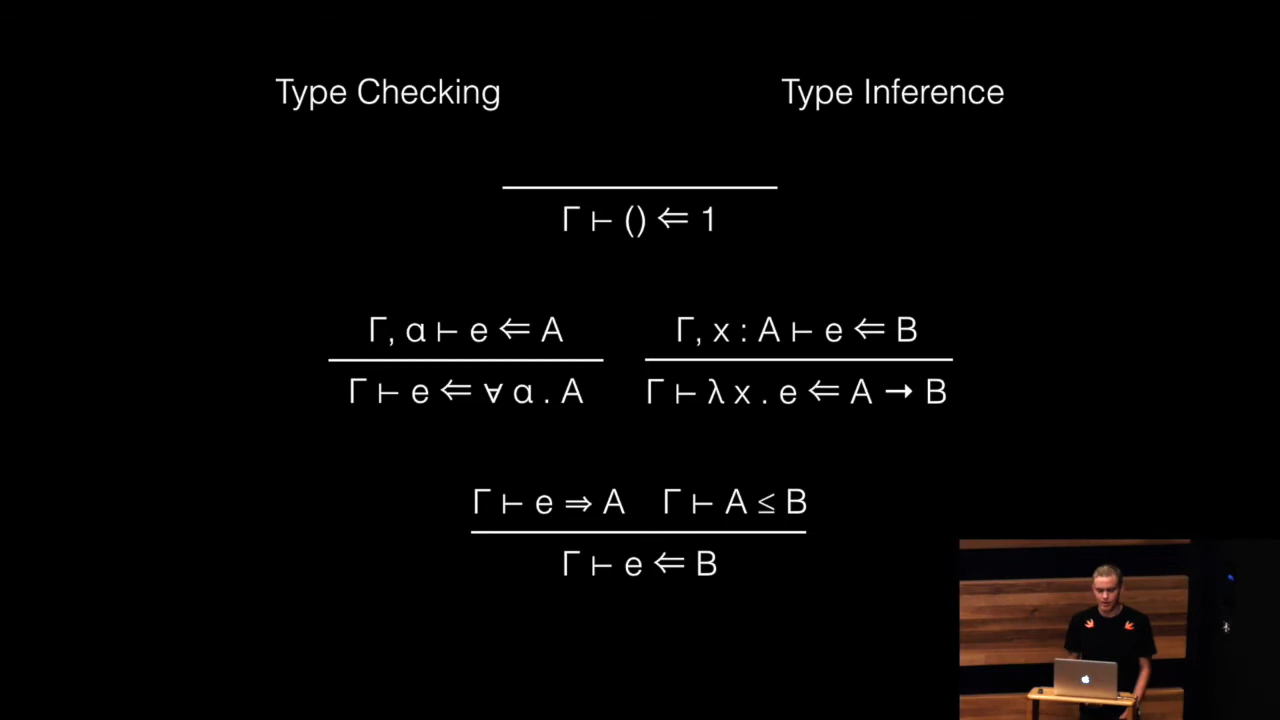 Type Checking
Type Inference
Γ ⊢ () ⇐ 1
Γ, α ⊢ e ⇐ A
Γ ⊢ e ⇐ ∀ α . A
Γ, x : A ⊢ e ⇐ B
Γ ⊢ λ x . e ⇐ A → B
Γ ⊢ e ⇒ A Γ ⊢ A ≤ B
Γ ⊢ e ⇐ B